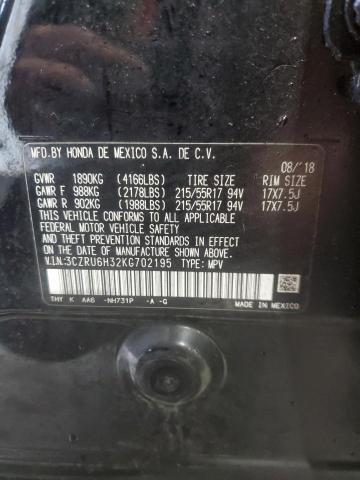 MFD.BY HONDA DE MEXICO S.A. DE C.V.
08/'18
GVWR 1890KG (4166LBS) TIRE SIZE RIM SIZE
GAWR F 988KG (2178LBS) 215/55R17 94V 17X7.5J
GAWR R 902KG (1988LBS) 215/55R17 94V 17X7.5J
THIS VEHICLE CONFORMS TO ALL APPLICABLE
FEDERAL MOTOR VEHICLE SAFETY
AND THEFT PREVENTION STANDARDS IN EFFECT ON
THE DATE OF MANUFACTURE SHOWN ABOVE.
V.I.N:3CZRU6H32KG702195 TYPE: MPV
THY K AA6 -NH731P -A -G
MADE IN MEXICO